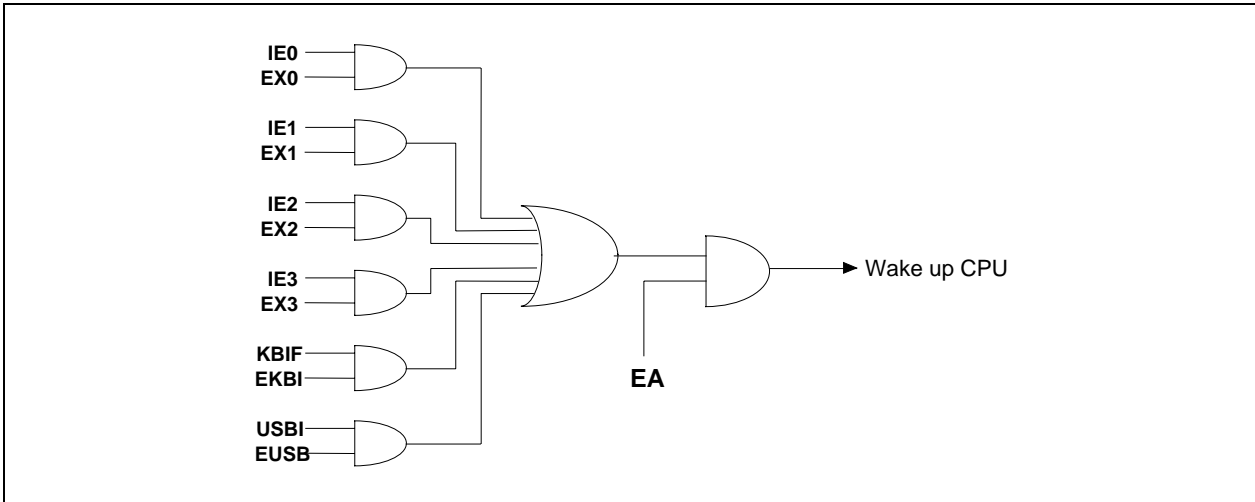 IE0
EX0
IE1
EX1
IE2
EX2
IE3
EX3
KBIF
EKBI
USBI
EUSB
EA
Wake up CPU